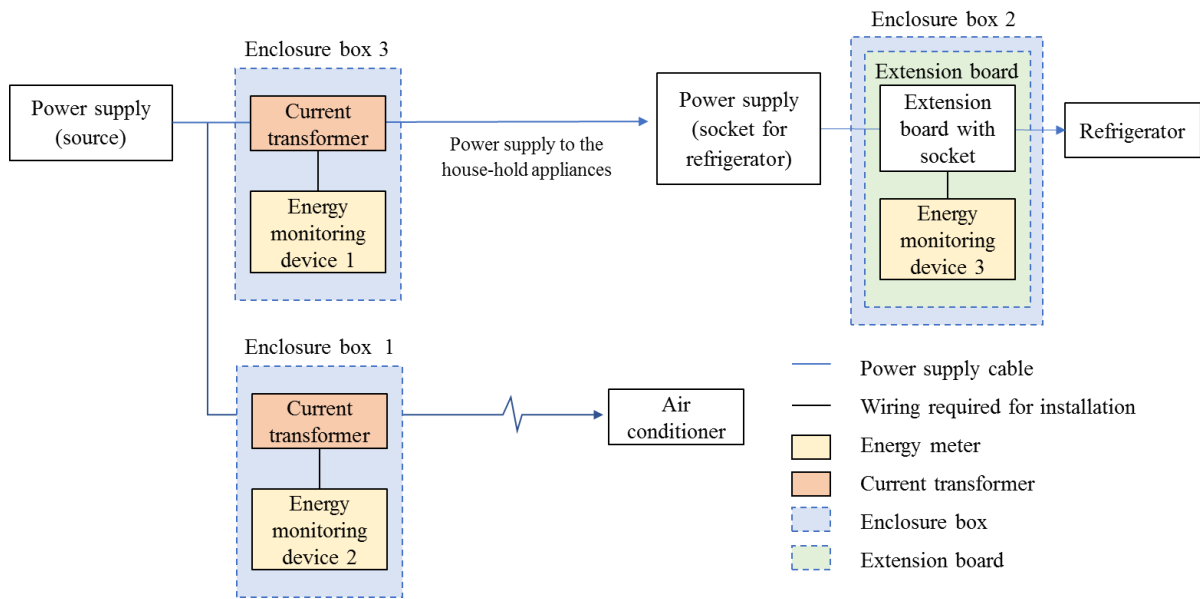 Enclosure box 3
Power supply
(source)
Current
transformer
Energy
monitoring
device 1
Power supply to the
house-hold appliances
Power supply
(socket for
refrigerator)
Enclosure box 2
Extension board
Extension
board with
socket
Energy
monitoring
device 3
Refrigerator
Enclosure box 1
Current
transformer
Energy
monitoring
device 2
Air
conditioner
Power supply cable
Wiring required for installation
Energy meter
Current transformer
Enclosure box
Extension board